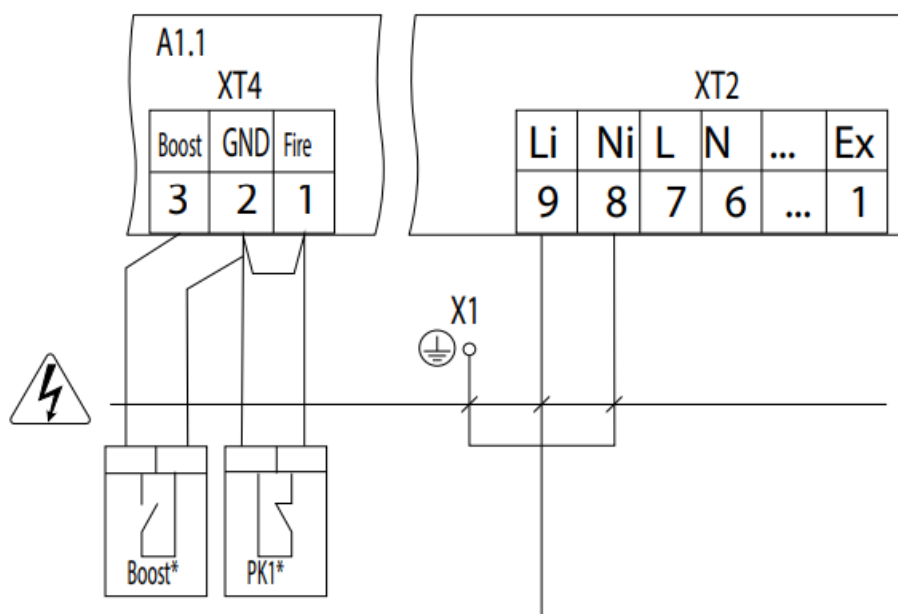 A1.1
XT4
XT2
Boost GND Fire
3 2 1
Li Ni L N ... Ex
9 8 7 6 ... 1
X1
Boost*
PK1*